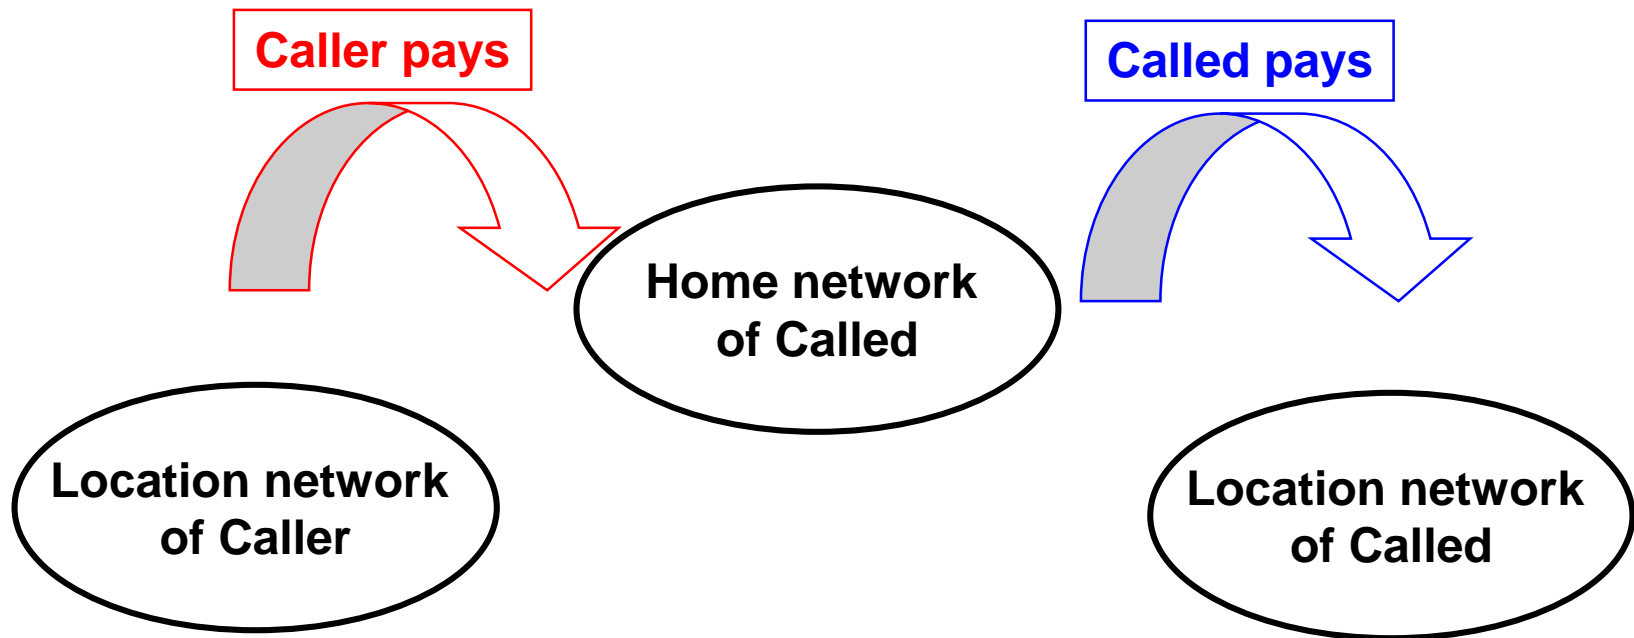 Caller pays
Called pays
Home network
of Called
Location network
of Caller
Location network
of Called